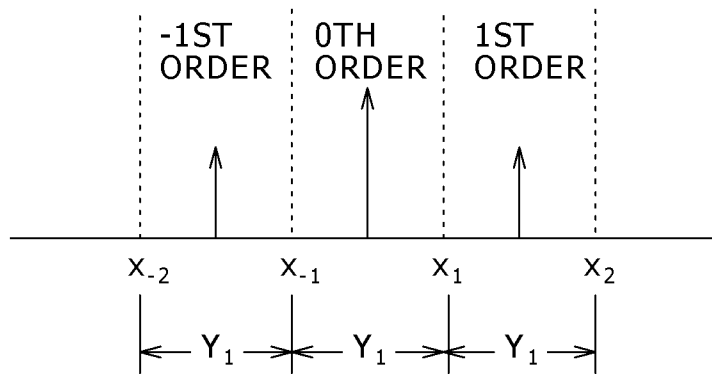 -1ST ORDER
0TH ORDER
1ST ORDER
x₋₂ x₋₁ x₁ x₂
Y₁ Y₁ Y₁